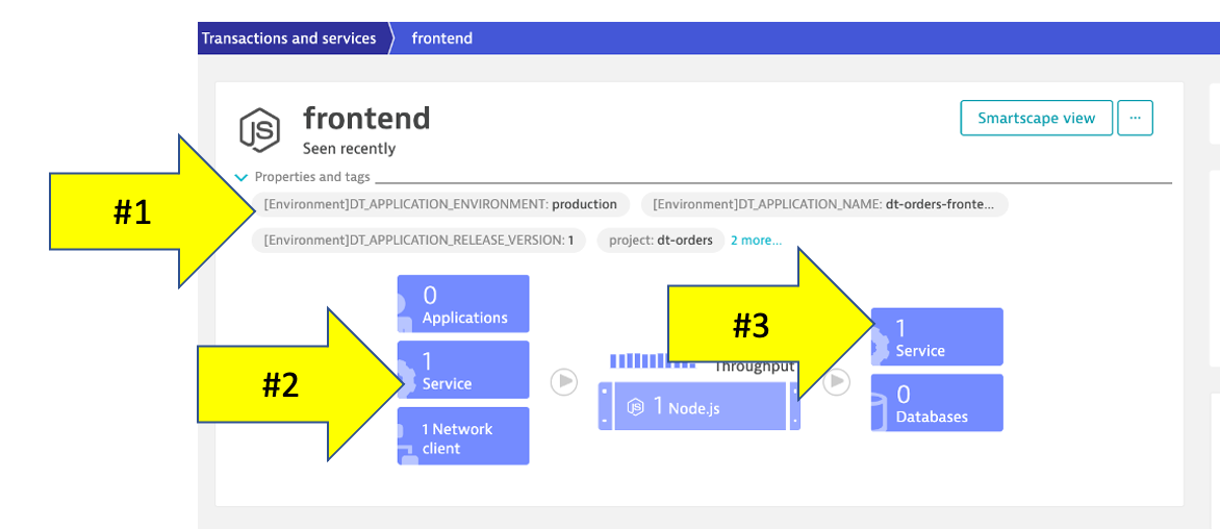 Transactions and services
frontend
JS
frontend
Seen recently
Smartscape view
...
Properties and tags
#1
[Environment]DT_APPLICATION_ENVIRONMENT: production
[Environment]DT_APPLICATION_NAME: dt-orders-fronte...
[Environment]DT_APPLICATION_RELEASE_VERSION: 1
project: dt-orders
2 more...
0
Applications
#2
1
Service
1 Network
client
#3
Throughput
JS
1 Node.js
1
Service
0
Databases